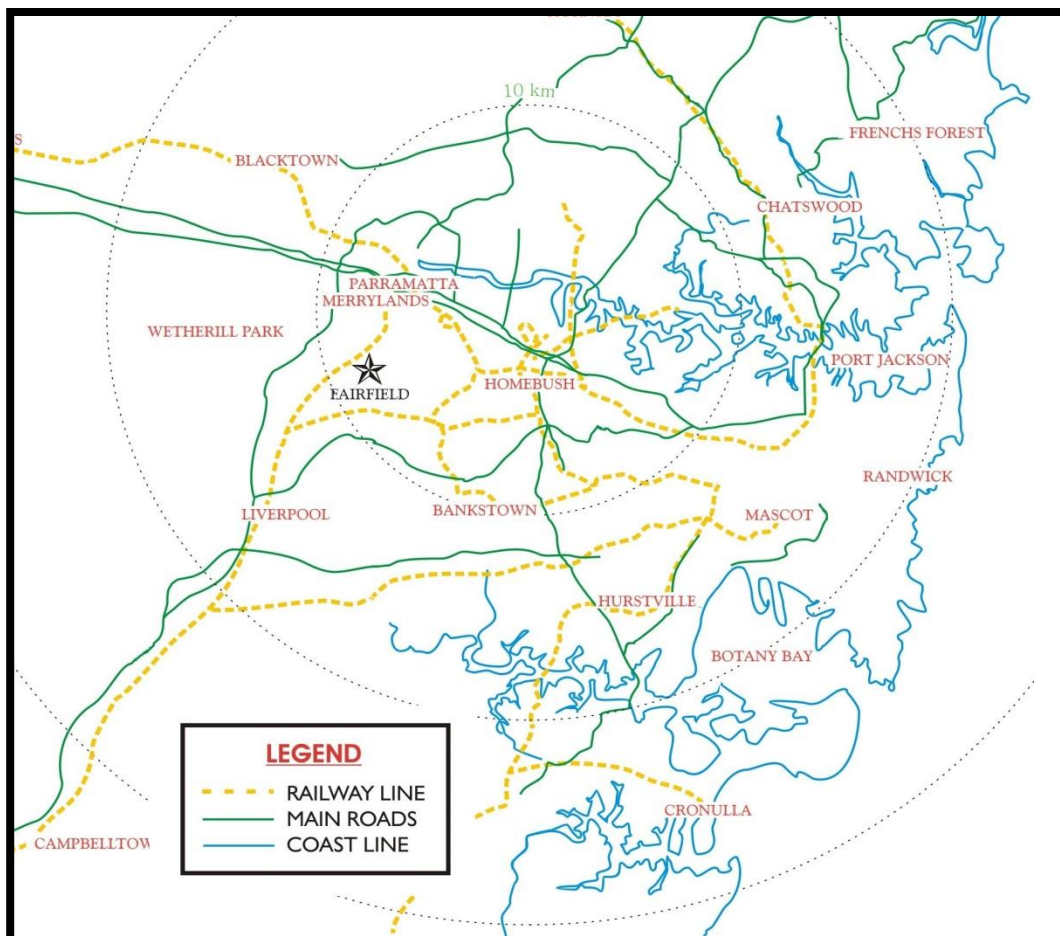 10 km
FRENCHS FOREST
S
BLACKTOWN
CHATSWOOD
PARRAMATTA
MERRYLANDS
WETHERILL PARK
PORT JACKSON
HOMEBUSH
FAIRFIELD
RANDWICK
LIVERPOOL
BANKSTOWN
MASCOT
HURSTVILLE
BOTANY BAY
LEGEND
RAILWAY LINE
MAIN ROADS
COAST LINE
CRONULLA
CAMPBELLTOW